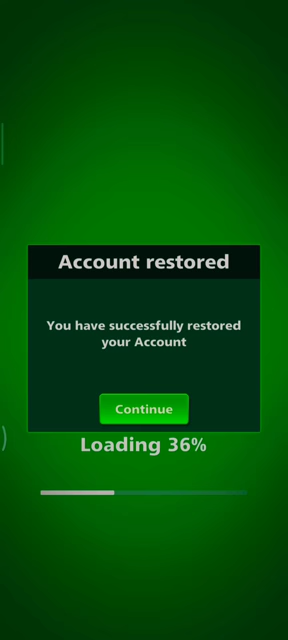 Account restored
You have successfully restored
your Account
Continue
Loading 36%